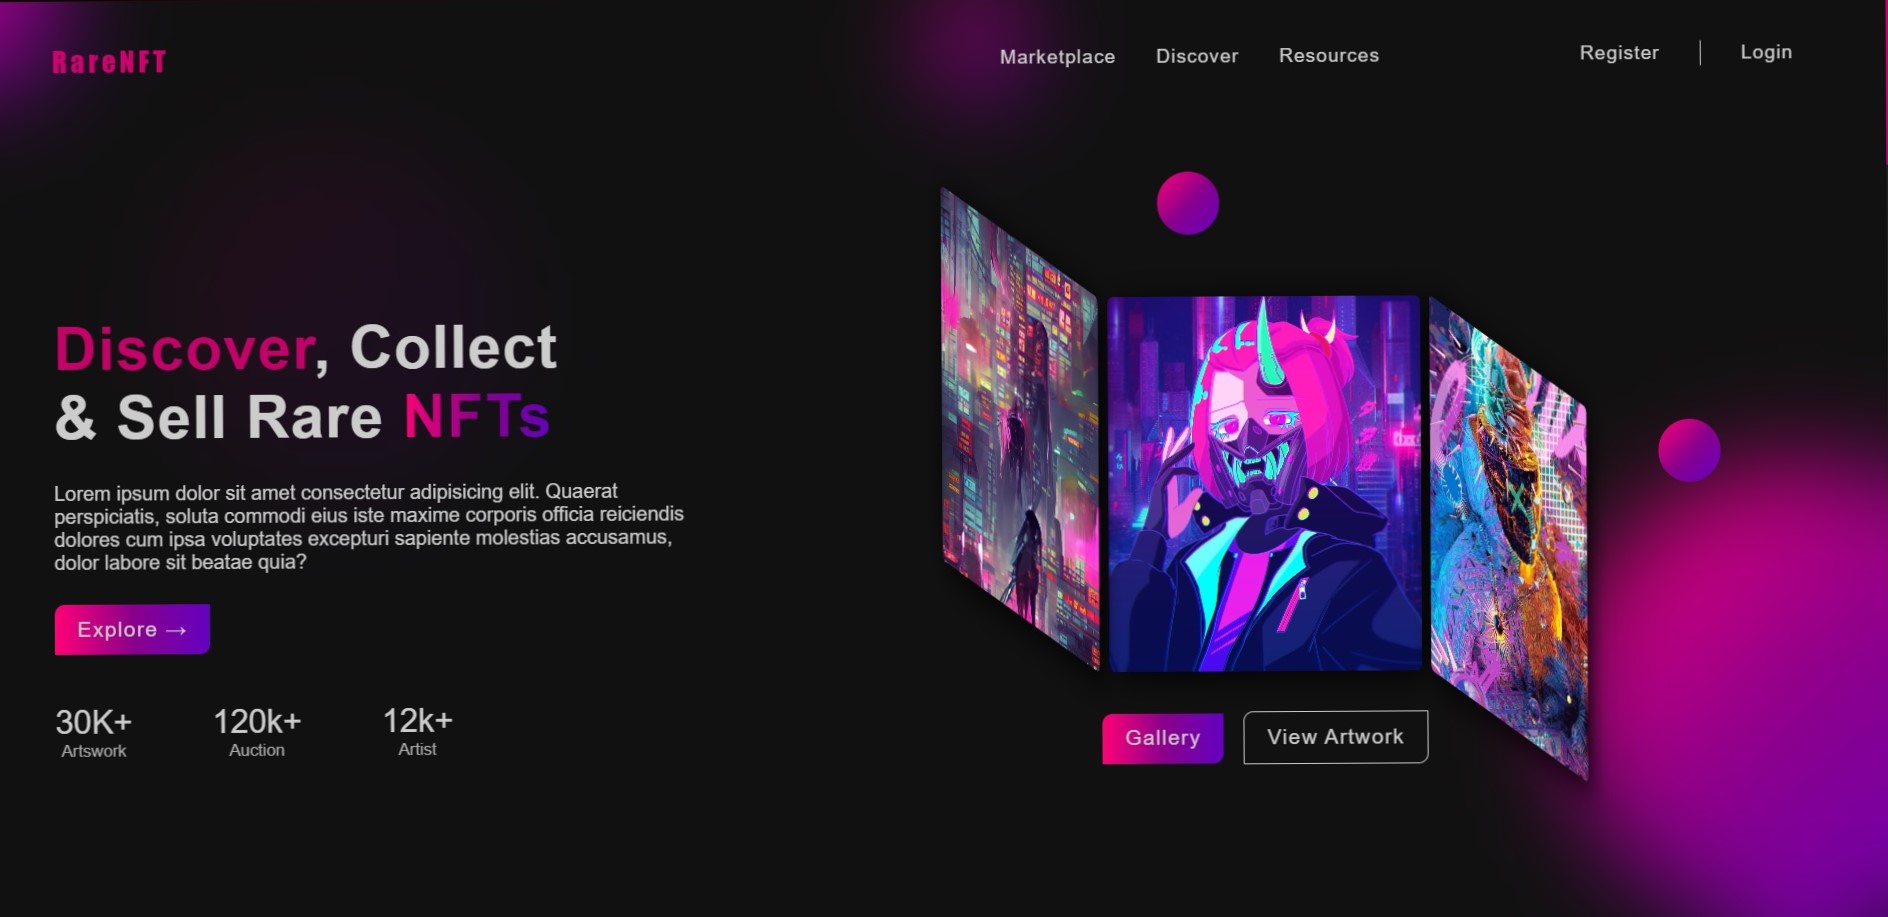 RareNFT
Marketplace
Discover
Resources
Register
Login
Discover, Collect
& Sell Rare NFTs
Lorem ipsum dolor sit amet consectetur adipisicing elit. Quaerat
perspiciatis, soluta commodi eius iste maxime corporis officia reiciendis
dolores cum ipsa voluptates excepturi sapiente molestias accusamus,
dolor labore sit beatae quia?
Explore →
30K+
Artswork
120k+
Auction
12k+
Artist
Gallery
View Artwork